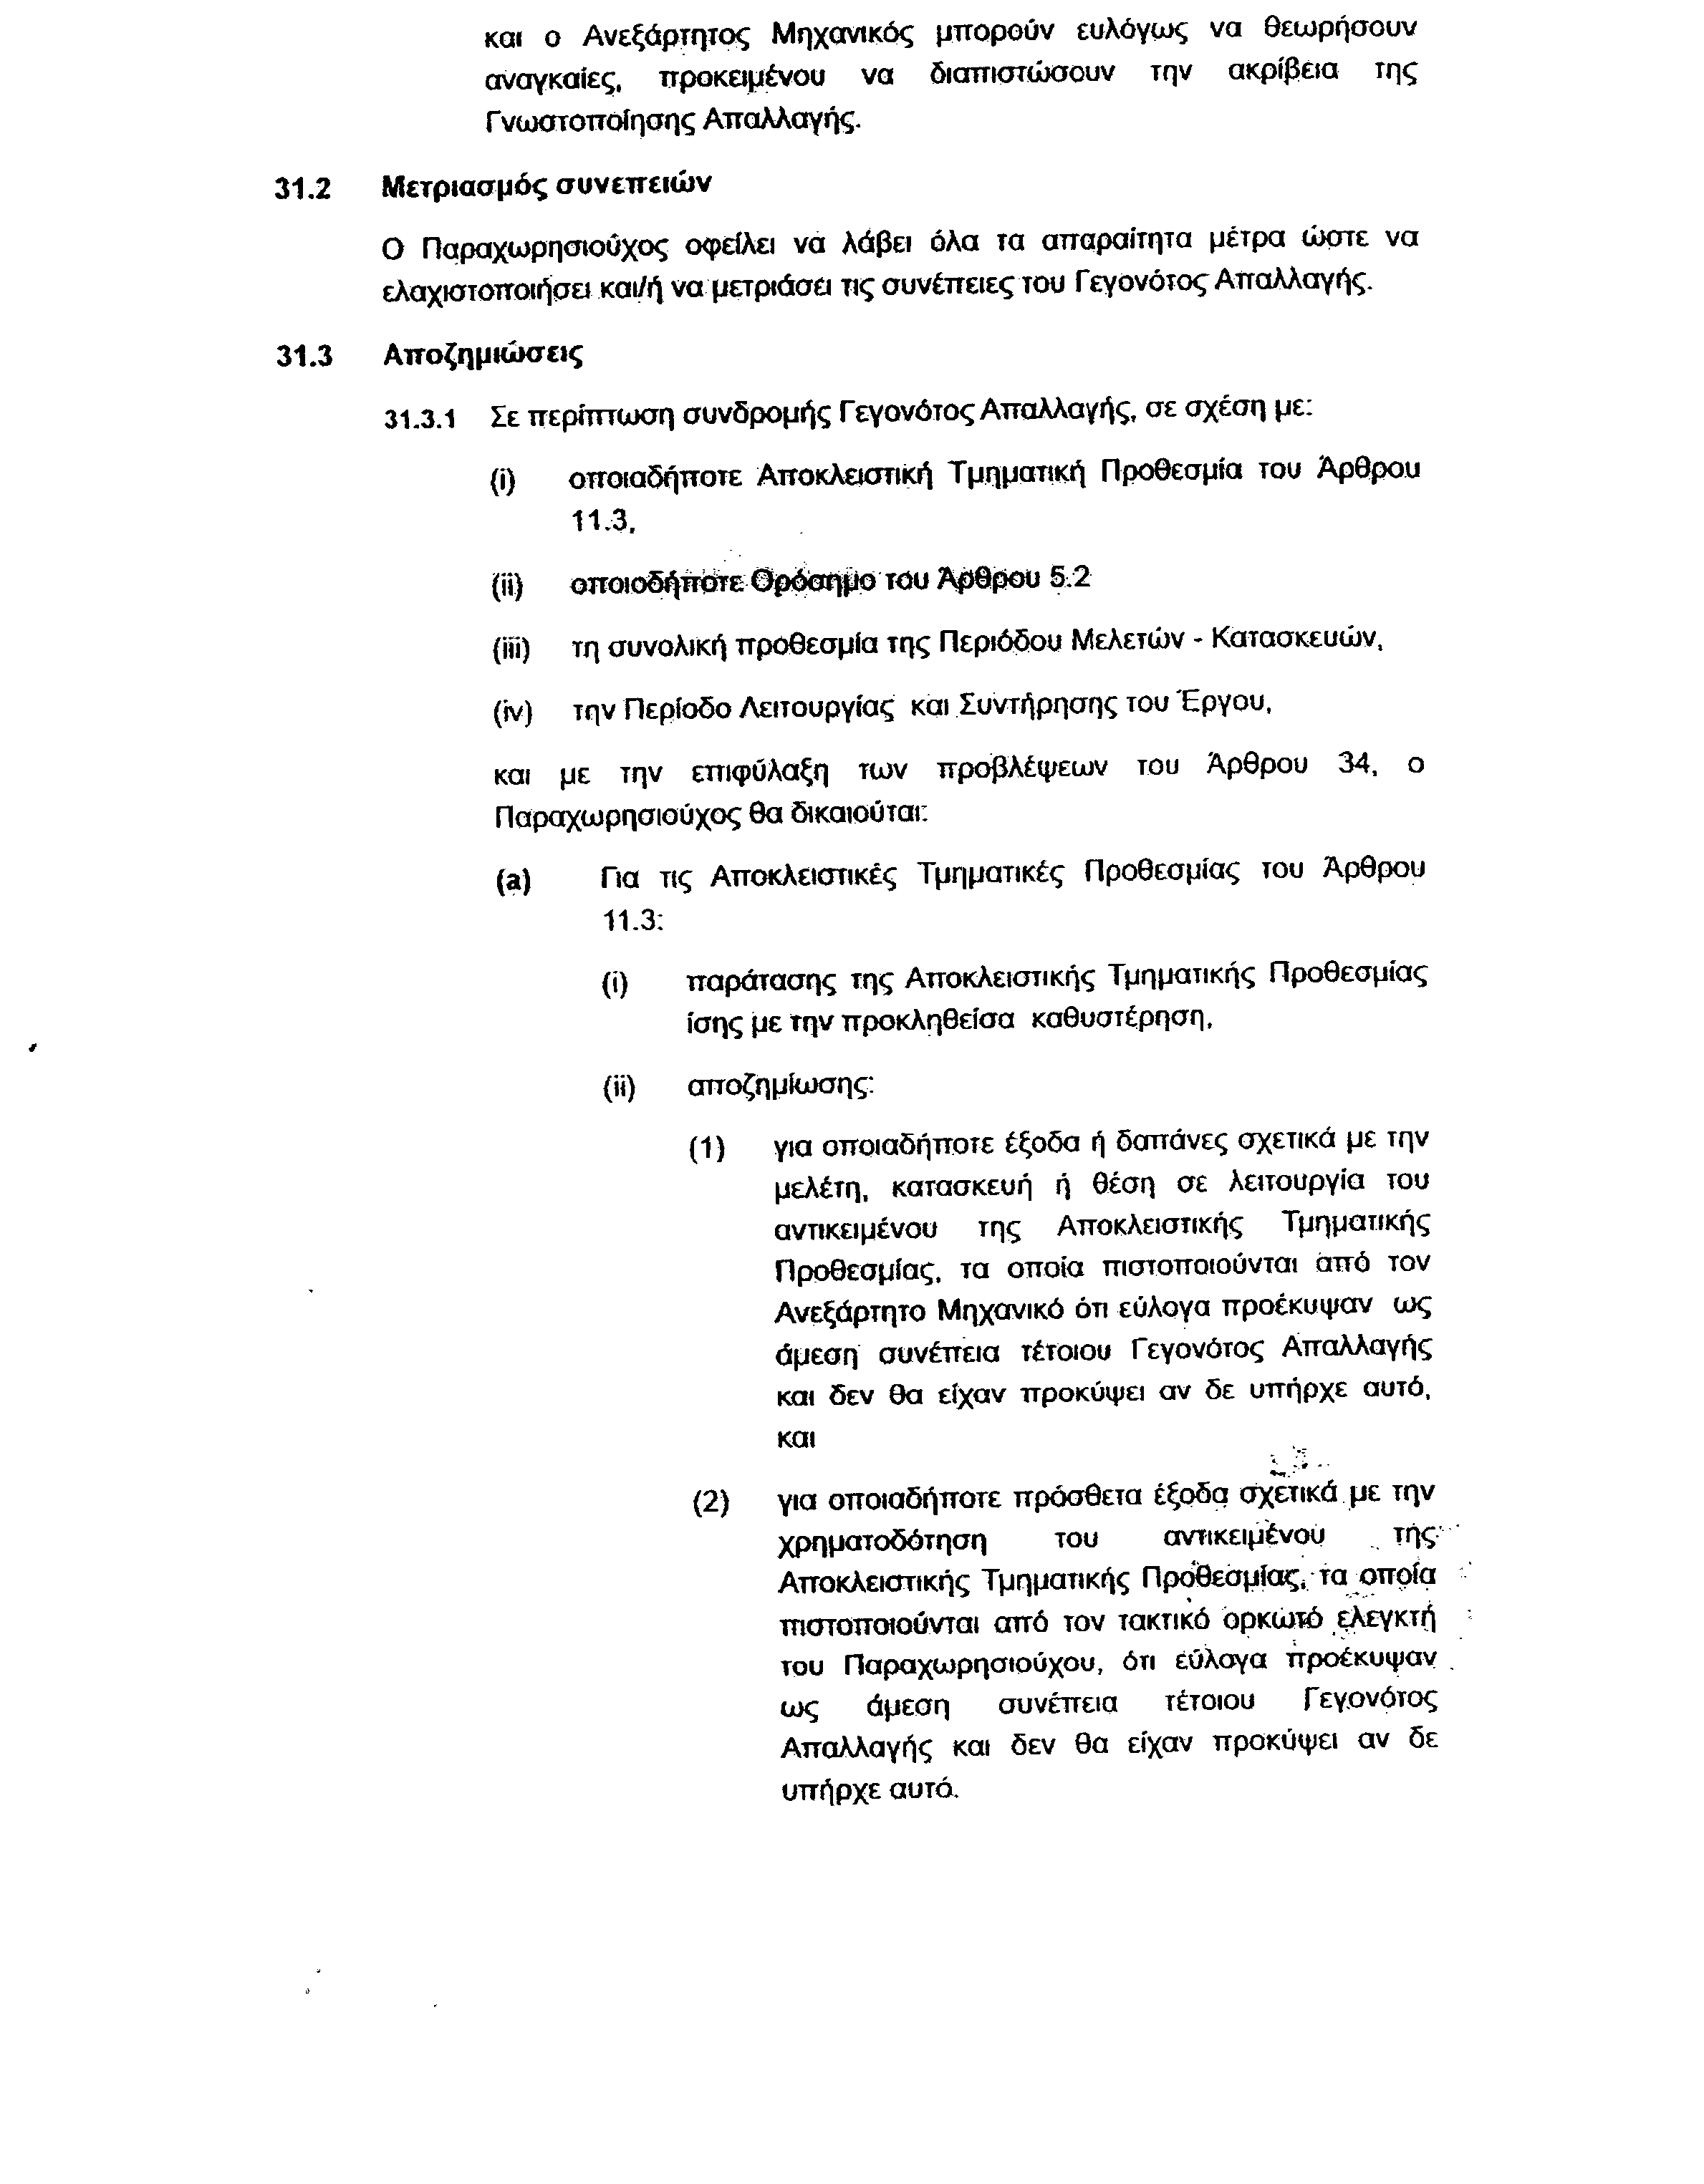 και ο Ανεξάρτητος Μηχανικός μπορούν ευλόγως να θεωρήσουν
αναγκαίες, προκειμένου να διαπιστώσουν την ακρίβεια της
Γνωστοποίησης Απαλλαγής.
31.2 Μετριασμός συνεπειών
Ο Παραχωρησιούχος οφείλει να λάβει όλα τα απαραίτητα μέτρα ώστε να
ελαχιστοποιήσει και/ή να μετριάσει τις συνέπειες του Γεγονότος Απαλλαγής.
31.3 Αποζημιώσεις
31.3.1 Σε περίπτωση συνδρομής Γεγονότος Απαλλαγής, σε σχέση με:
(i) οποιαδήποτε Αποκλειστική Τμηματική Προθεσμία του Άρθρου
11.3,
(ii) οποιοδήποτε Ορόσημο του Άρθρου 5.2
(iii) τη συνολική προθεσμία της Περιόδου Μελετών - Κατασκευών,
(iv) την Περίοδο Λειτουργίας και Συντήρησης του Έργου,
και με την επιφύλαξη των προβλέψεων του Άρθρου 34, ο
Παραχωρησιούχος θα δικαιούται:
(a) Για τις Αποκλειστικές Τμηματικές Προθεσμίας του Άρθρου
11.3:
(i) παράτασης της Αποκλειστικής Τμηματικής Προθεσμίας
ίσης με την προκληθείσα καθυστέρηση,
(ii) αποζημίωσης:
(1) για οποιαδήποτε έξοδα ή δαπάνες σχετικά με την
μελέτη, κατασκευή ή θέση σε λειτουργία του
αντικειμένου της Αποκλειστικής Τμηματικής
Προθεσμίας, τα οποία πιστοποιούνται από τον
Ανεξάρτητο Μηχανικό ότι εύλογα προέκυψαν ως
άμεση συνέπεια τέτοιου Γεγονότος Απαλλαγής
και δεν θα είχαν προκύψει αν δε υπήρχε αυτό,
και
(2) για οποιαδήποτε πρόσθετα έξοδα σχετικά με την
χρηματοδότηση του αντικειμένου της
Αποκλειστικής Τμηματικής Προθεσμίας, τα οποία
πιστοποιούνται από τον τακτικό ορκωτό ελεγκτή
του Παραχωρησιούχου, ότι εύλογα προέκυψαν
ως άμεση συνέπεια τέτοιου Γεγονότος
Απαλλαγής και δεν θα είχαν προκύψει αν δε
υπήρχε αυτό.